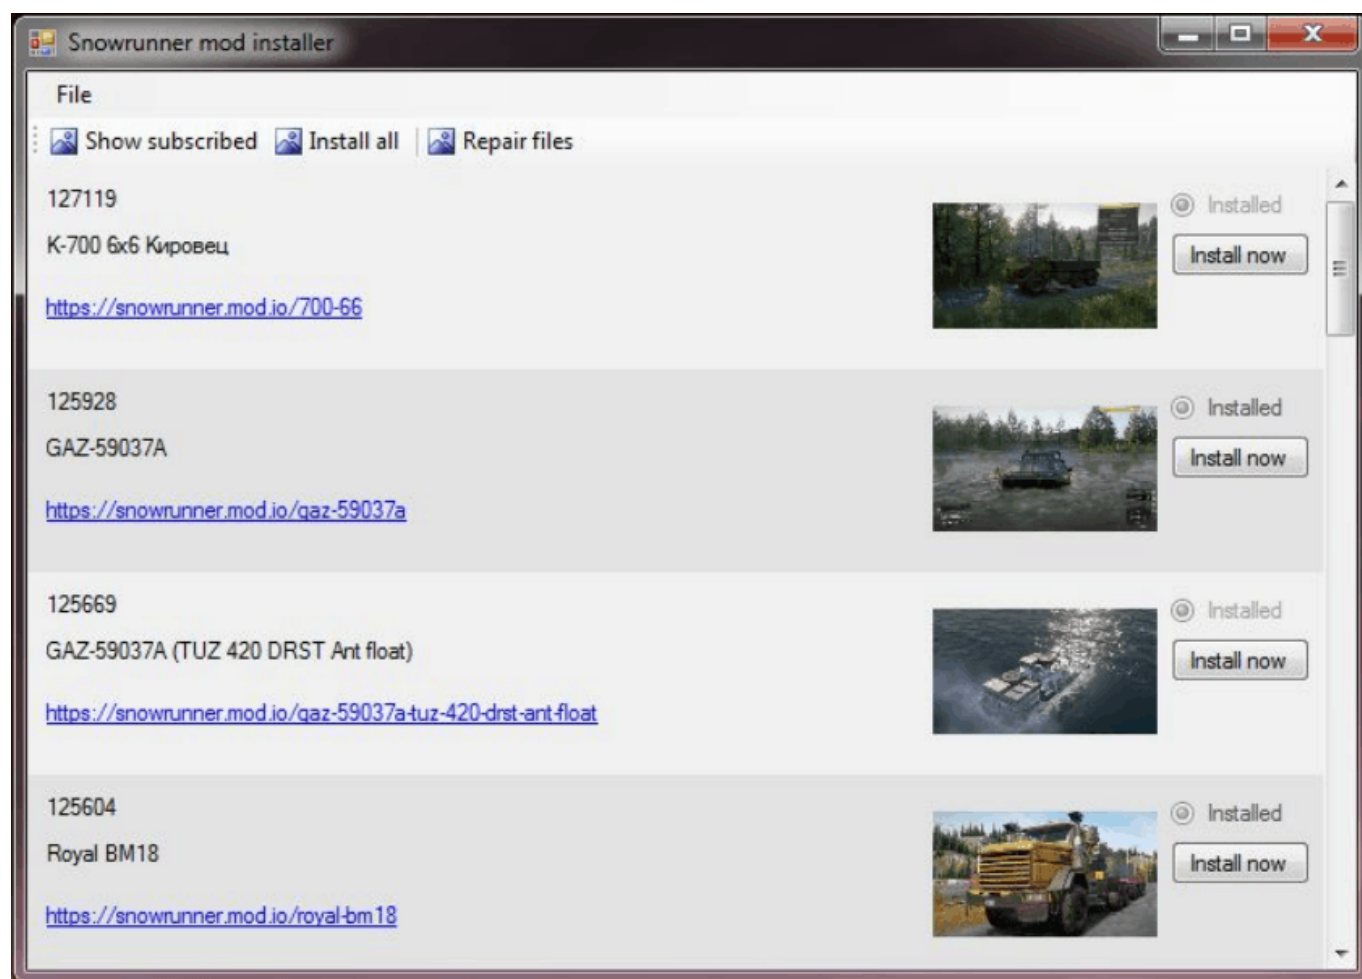 Snowrunner mod installer
File
Show subscribed Install all Repair files
127119
Installed
К-700 6x6 Кировец
Install now
https://snowrunner.mod.io/700-66
125928
Installed
GAZ-59037A
Install now
https://snowrunner.mod.io/gaz-59037a
125669
Installed
GAZ-59037A (TUZ 420 DRST Ant float)
Install now
https://snowrunner.mod.io/gaz-59037a-tuz-420-drst-ant-float
125604
Installed
Royal BM18
Install now
https://snowrunner.mod.io/royal-bm18